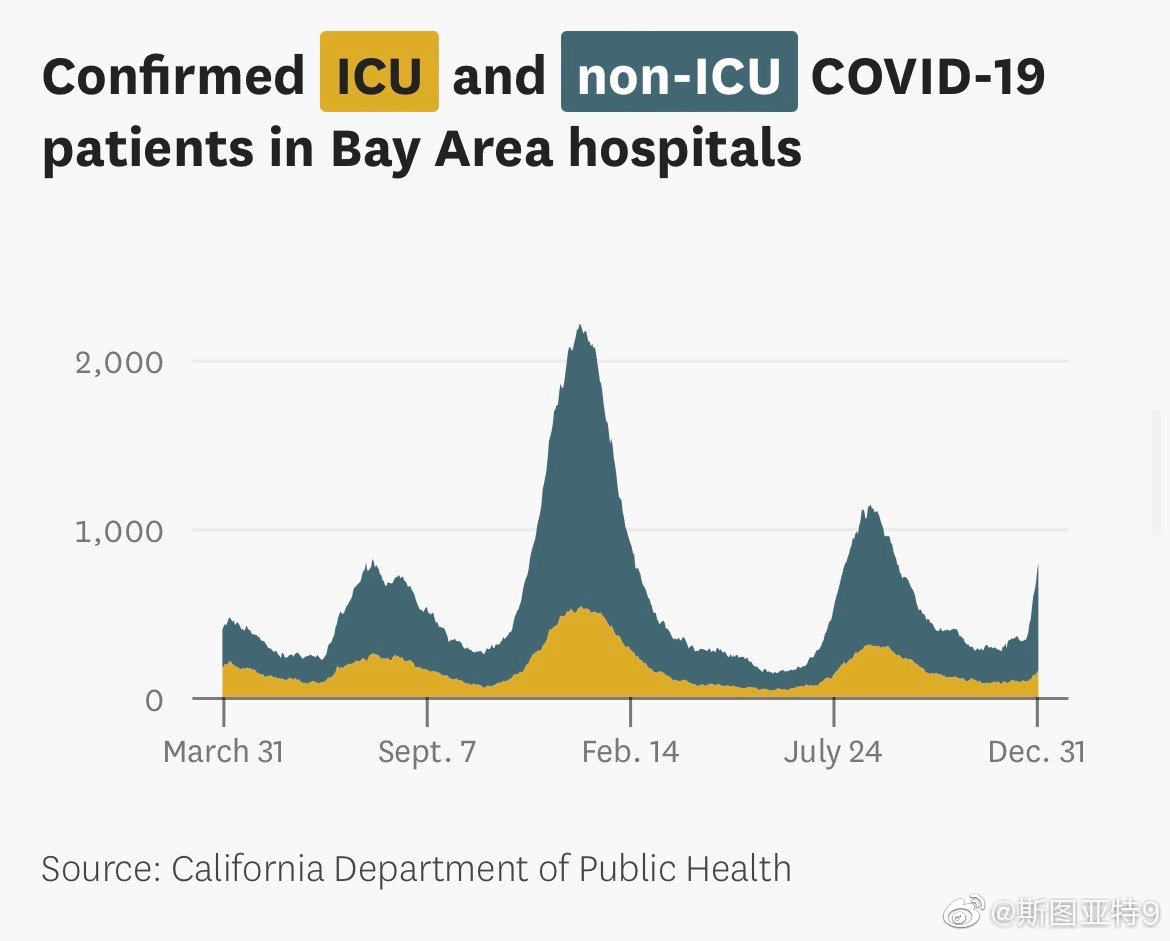 Confirmed ICU and non-ICU COVID-19
patients in Bay Area hospitals
2,000
1,000
0
March 31 Sept. 7 Feb. 14 July 24 Dec. 31
Source: California Department of Public Health
@斯图亚特9